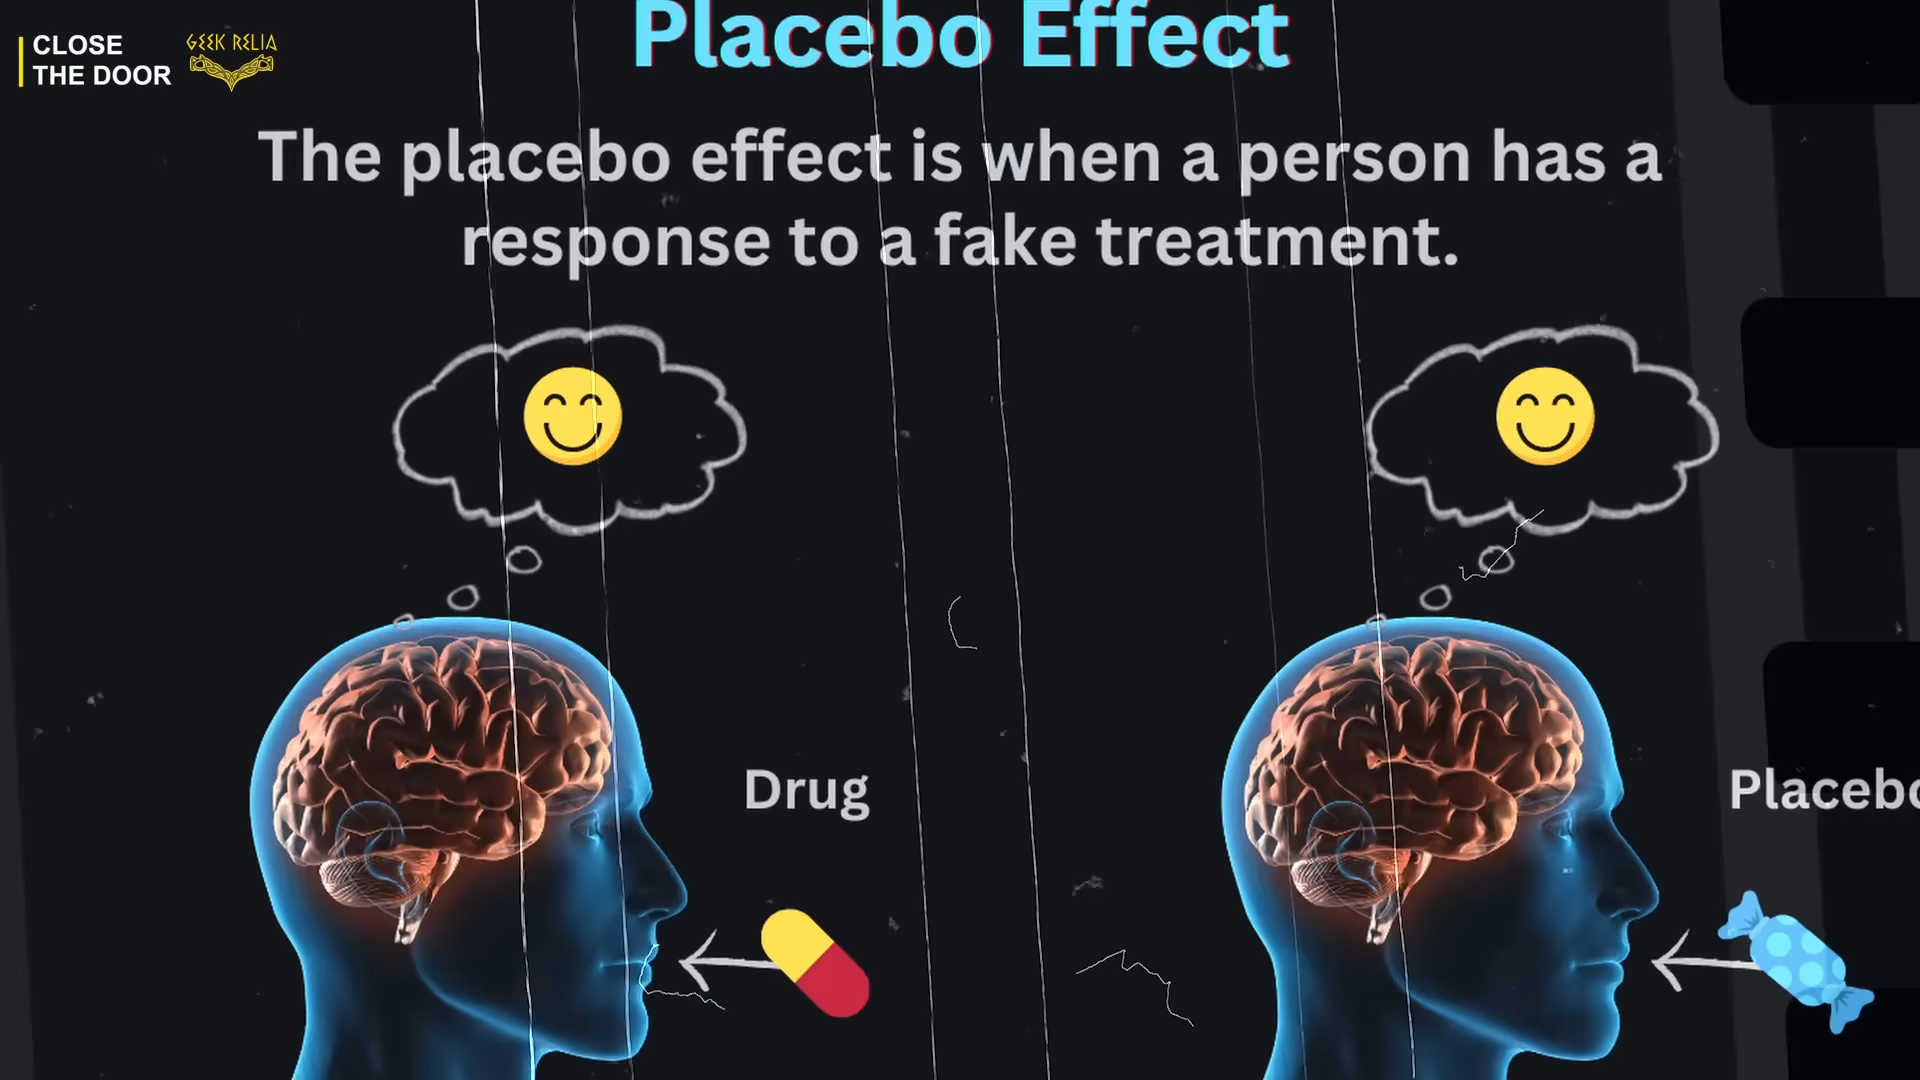 CLOSE
THE DOOR
GEEK RELIA
Placebo Effect
The placebo effect is when a person has a
response to a fake treatment.
Drug
Placebo